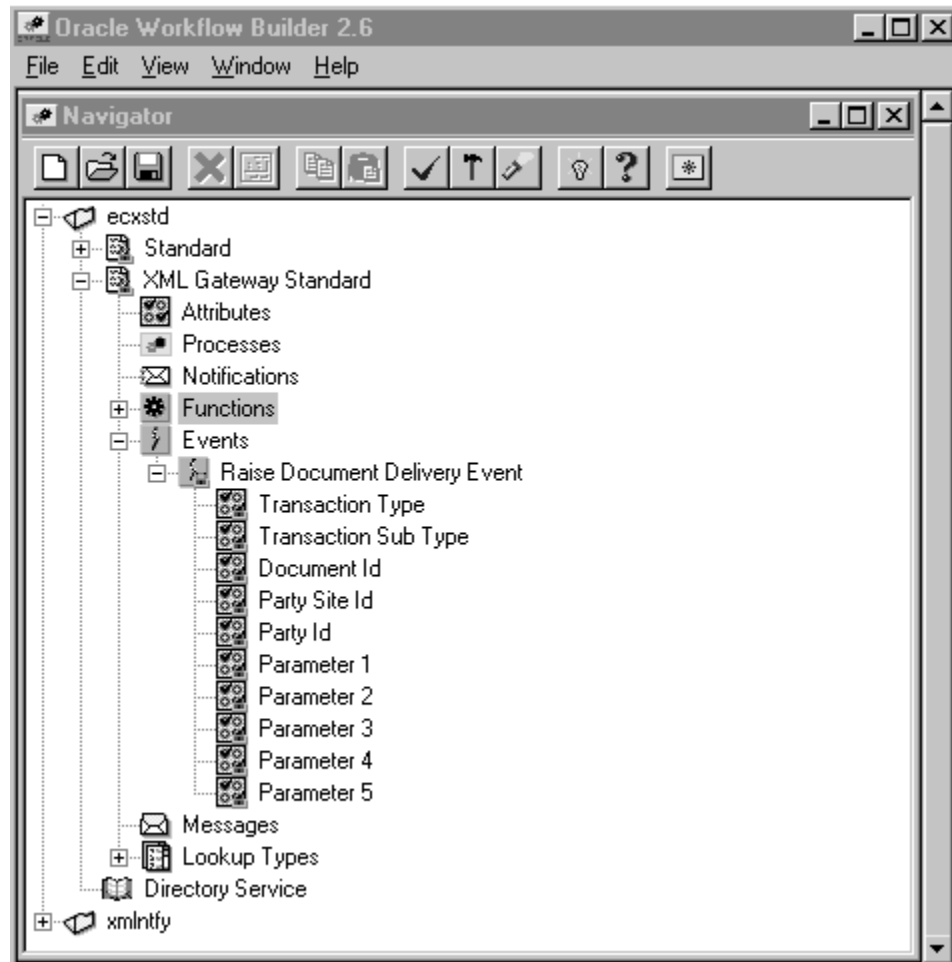 Oracle Workflow Builder 2.6
File Edit View Window Help
Navigator
ecxstd
Standard
XML Gateway Standard
Attributes
Processes
Notifications
Functions
Events
Raise Document Delivery Event
Transaction Type
Transaction Sub Type
Document Id
Party Site Id
Party Id
Parameter 1
Parameter 2
Parameter 3
Parameter 4
Parameter 5
Messages
Lookup Types
Directory Service
xmlntfy